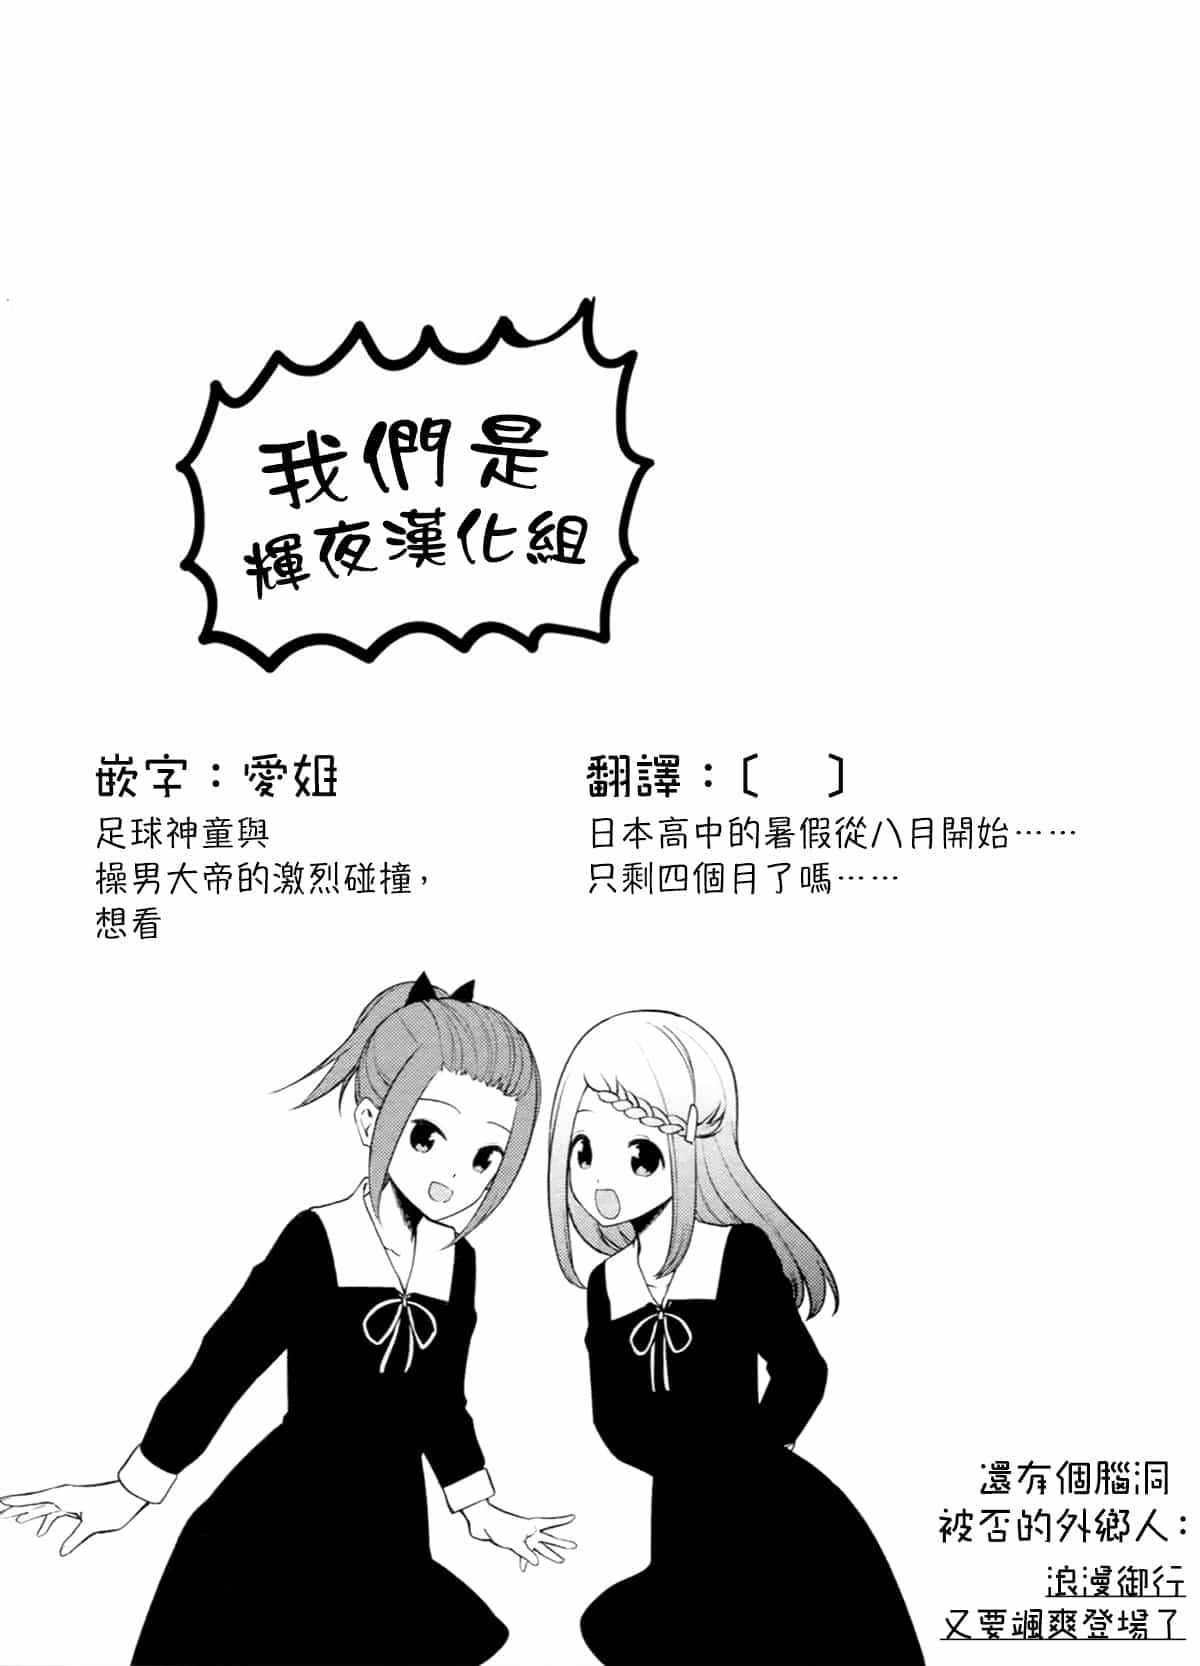 我們是
輝夜漢化組
嵌字：愛姐
足球神童與
操男大帝的激烈碰撞，
想看
翻譯：〔　〕
日本高中的暑假從八月開始……
只剩四個月了嗎……
還有個腦洞
被否的外鄉人：
浪漫御行
又要颯爽登場了